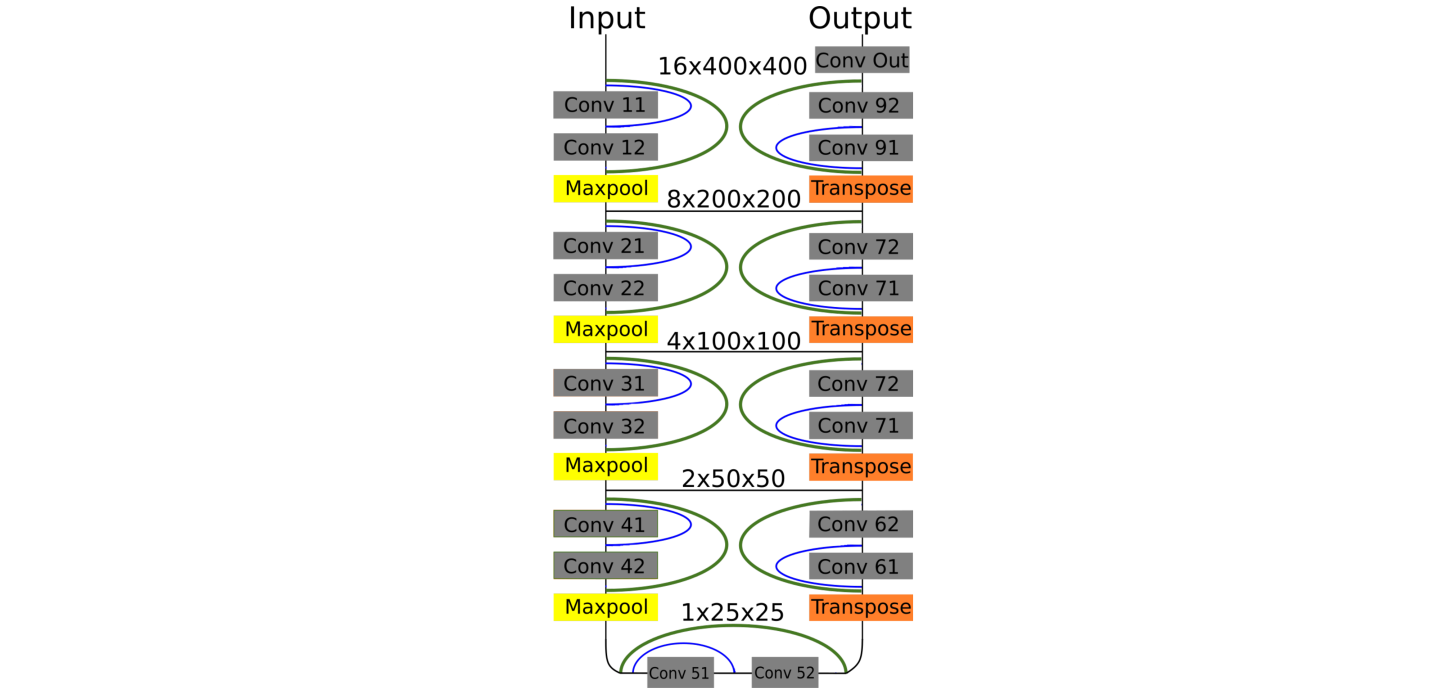 Input Output
16x400x400 Conv Out
Conv 11 Conv 92
Conv 12 Conv 91
Maxpool Transpose
8x200x200
Conv 21 Conv 72
Conv 22 Conv 71
Maxpool Transpose
4x100x100
Conv 31 Conv 72
Conv 32 Conv 71
Maxpool Transpose
2x50x50
Conv 41 Conv 62
Conv 42 Conv 61
Maxpool Transpose
1x25x25
Conv 51 Conv 52